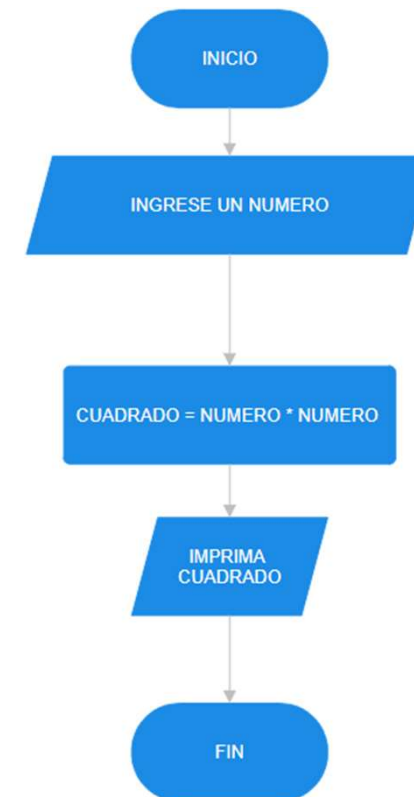 INICIO
INGRESE UN NUMERO
CUADRADO = NUMERO * NUMERO
IMPRIMA
CUADRADO
FIN